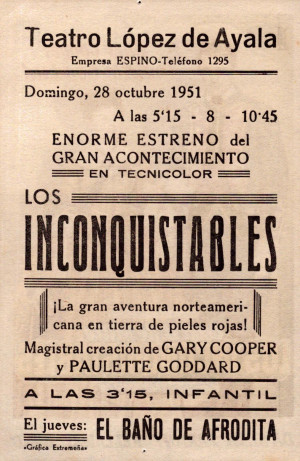 Teatro López de Ayala
Empresa ESPINO-Teléfono 1295
Domingo, 28 octubre 1951
A las 5'15 - 8 - 10'45
ENORME ESTRENO del
GRAN ACONTECIMIENTO
EN TECNICOLOR
LOS
INCONQUISTABLES
¡La gran aventura norteameri-
cana en tierra de pieles rojas!
Magistral creación de GARY COOPER
y PAULETTE GODDARD
A LAS 3'15, INFANTIL
El jueves: EL BAÑO DE AFRODITA
«Gráfica Extremeña»